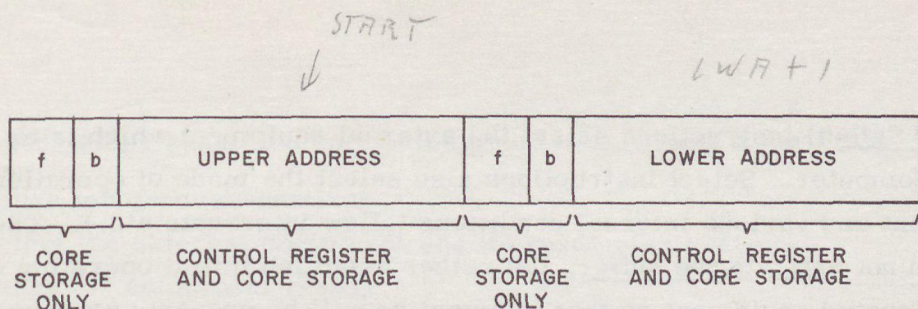 START
LWA+1
f b UPPER ADDRESS f b LOWER ADDRESS
CORE STORAGE ONLY CONTROL REGISTER AND CORE STORAGE CORE STORAGE ONLY CONTROL REGISTER AND CORE STORAGE